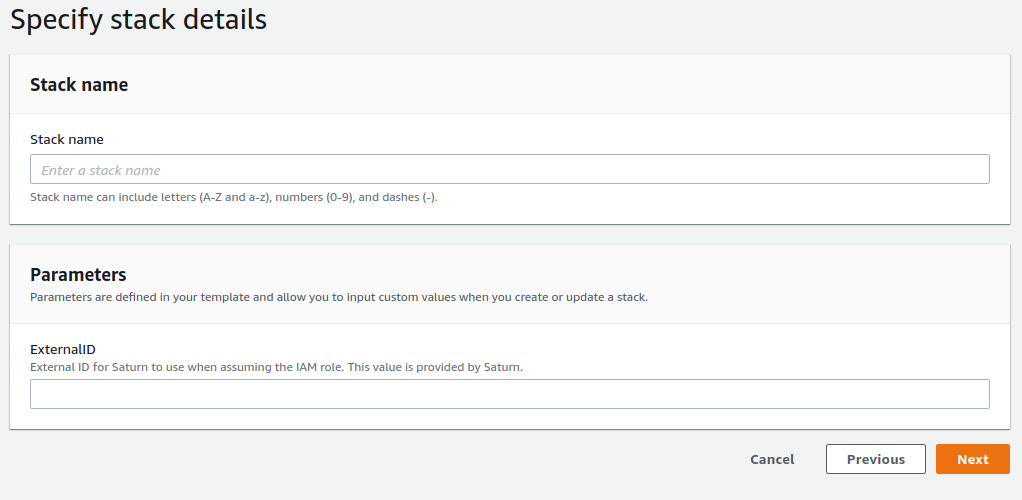 Specify stack details
Stack name
Stack name
Enter a stack name
Stack name can include letters (A-Z and a-z), numbers (0-9), and dashes (-).
Parameters
Parameters are defined in your template and allow you to input custom values when you create or update a stack.
ExternalID
External ID for Saturn to use when assuming the IAM role. This value is provided by Saturn.
Cancel Previous Next